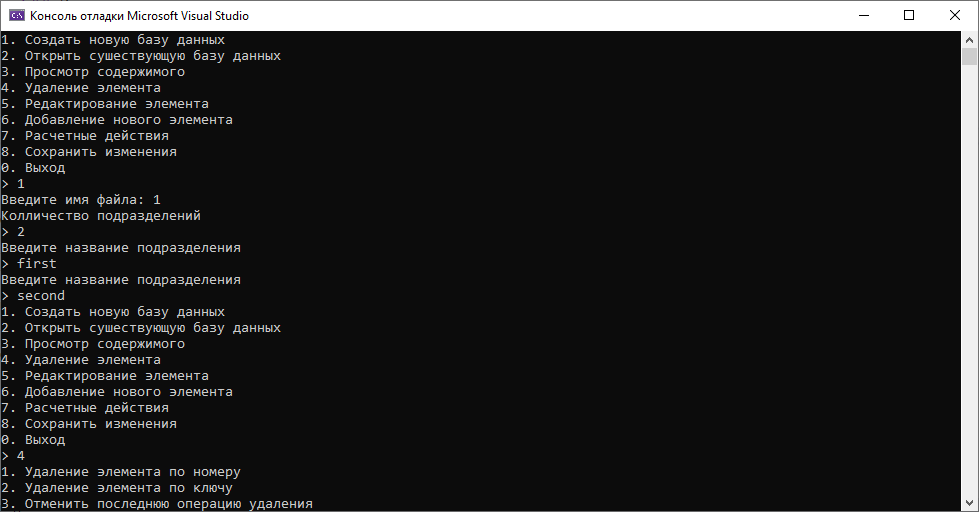 Консоль отладки Microsoft Visual Studio
1. Создать новую базу данных
2. Открыть сушествующую базу данных
3. Просмотр содержимого
4. Удаление элемента
5. Редактирование элемента
6. Добавление нового элемента
7. Расчетные действия
8. Сохранить изменения
0. Выход
> 1
Введите имя файла: 1
Колличество подразделений
> 2
Введите название подразделения
> first
Введите название подразделения
> second
1. Создать новую базу данных
2. Открыть сушествующую базу данных
3. Просмотр содержимого
4. Удаление элемента
5. Редактирование элемента
6. Добавление нового элемента
7. Расчетные действия
8. Сохранить изменения
0. Выход
> 4
1. Удаление элемента по номеру
2. Удаление элемента по ключу
3. Отменить последнюю операцию удаления